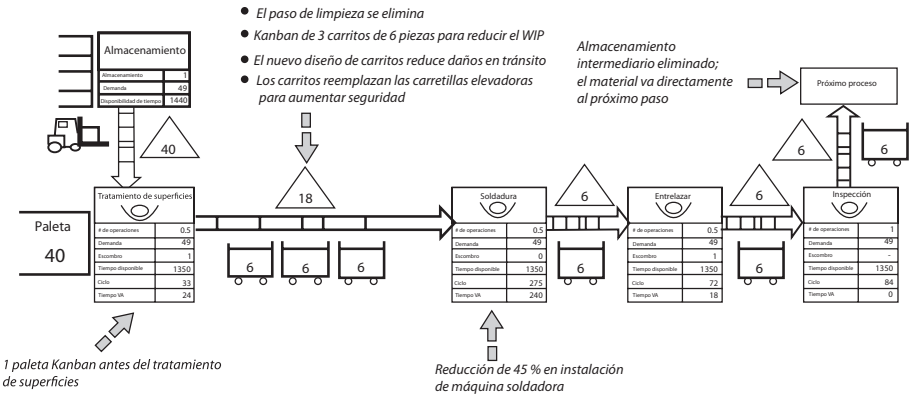 El paso de limpieza se elimina
Kanban de 3 carritos de 6 piezas para reducir el WIP
El nuevo diseño de carritos reduce daños en tránsito
Los carritos reemplazan las carretillas elevadoras
para aumentar seguridad
Almacenamiento
intermediario eliminado;
el material va directamente
al próximo paso
Próximo proceso
Almacenamiento
Almacenamiento 1
Demanda 49
Disponibilidad de tiempo 1440
40
18
6
6
6
6
Paleta
40
Tratamiento de superficies
# de operaciones 0.5
Demanda 49
Escombro 1
Tiempo disponible 1350
Ciclo 33
Tiempo VA 24
6
6
6
Soldadura
# de operaciones 0.5
Demanda 49
Escombro 0
Tiempo disponible 1350
Ciclo 275
Tiempo VA 240
6
Entrelazar
# de operaciones 0.5
Demanda 49
Escombro 1
Tiempo disponible 1350
Ciclo 72
Tiempo VA 18
6
Inspección
# de operaciones 1
Demanda 49
Escombro -
Tiempo disponible 1350
Ciclo 84
Tiempo VA 0
1 paleta Kanban antes del tratamiento
de superficies
Reducción de 45 % en instalación
de máquina soldadora